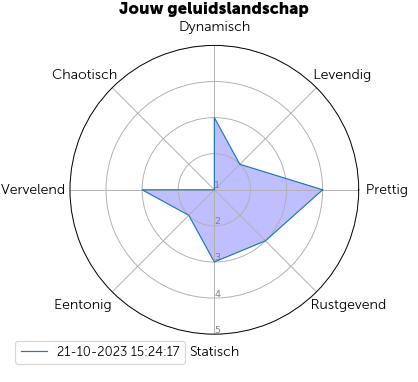 Jouw geluidslandschap
Dynamisch
Chaotisch
Levendig
Vervelend
1
Prettig
2
3
4
Eentonig
Rustgevend
5
21-10-2023 15:24:17
Statisch